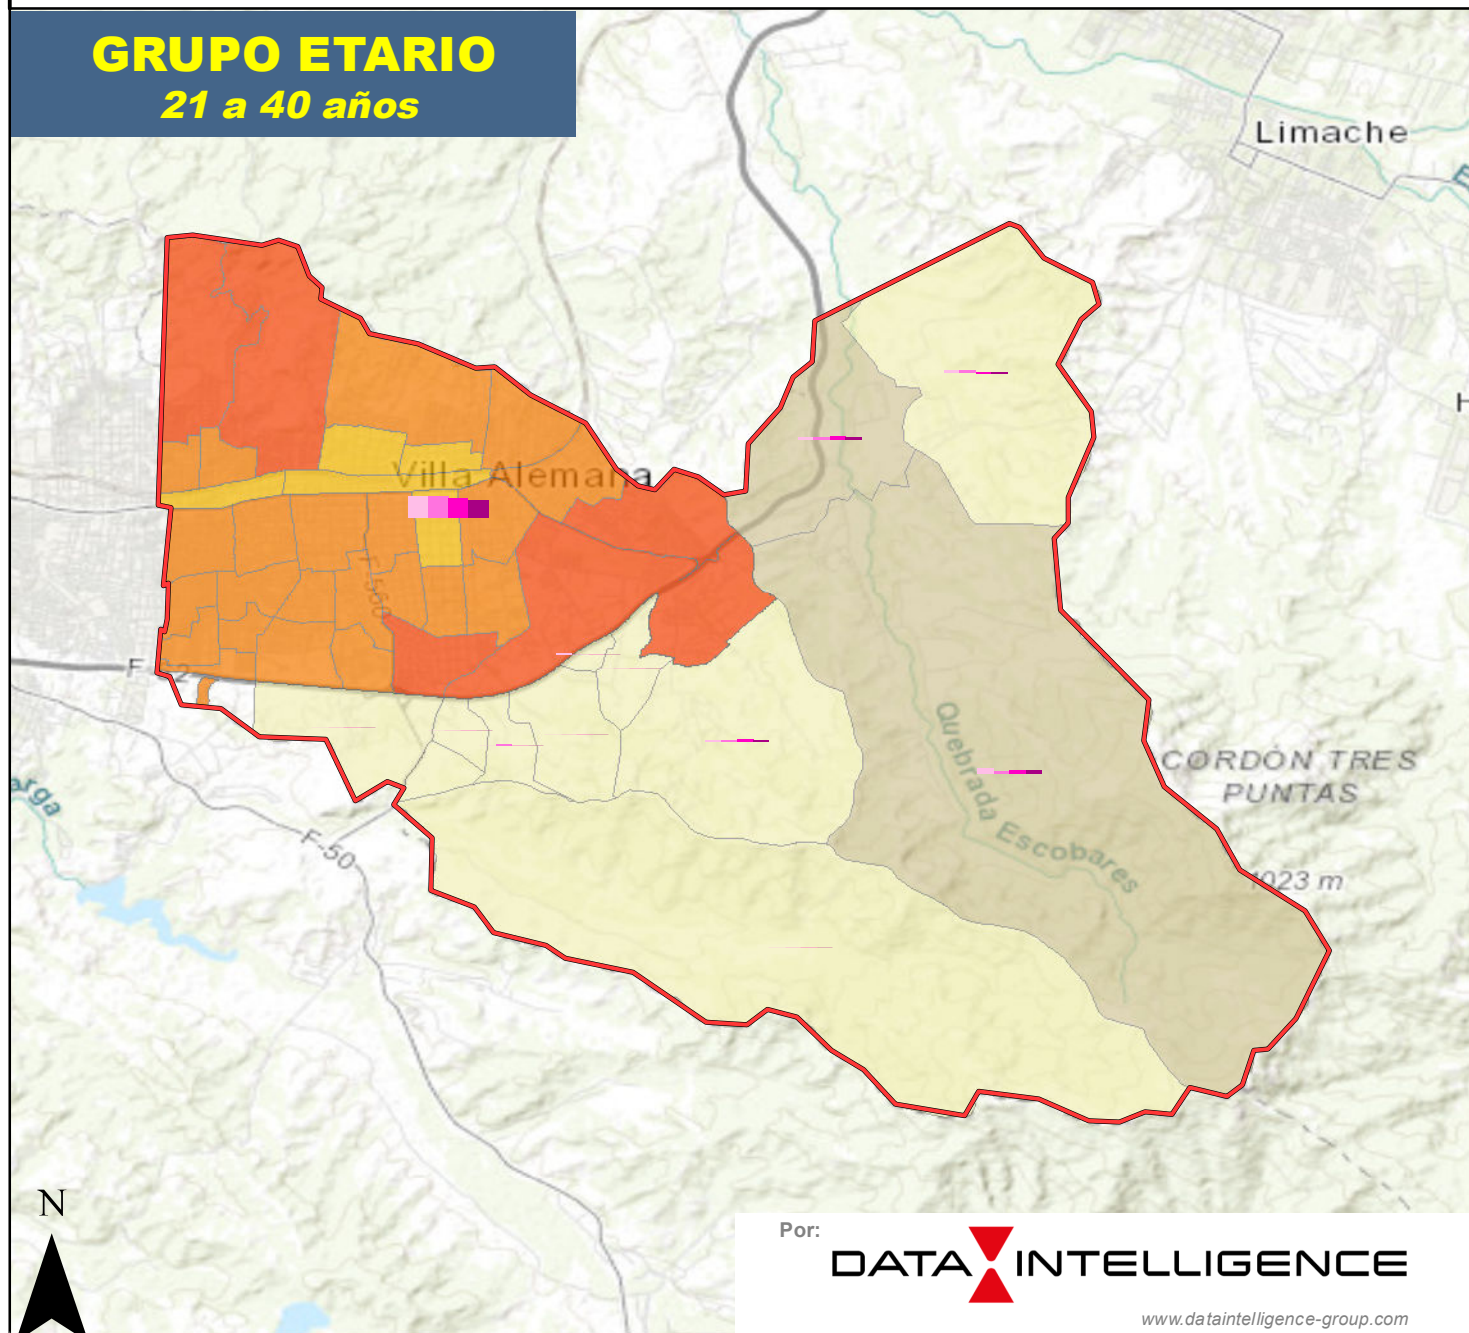 GRUPO ETARIO
21 a 40 años
Limache
Villa Alemana
F-560
F-50
arga
Quebrada Escobares
CORDÓN TRES
PUNTAS
1023 m
N
Por:
DATA INTELLIGENCE
www.dataintelligence-group.com